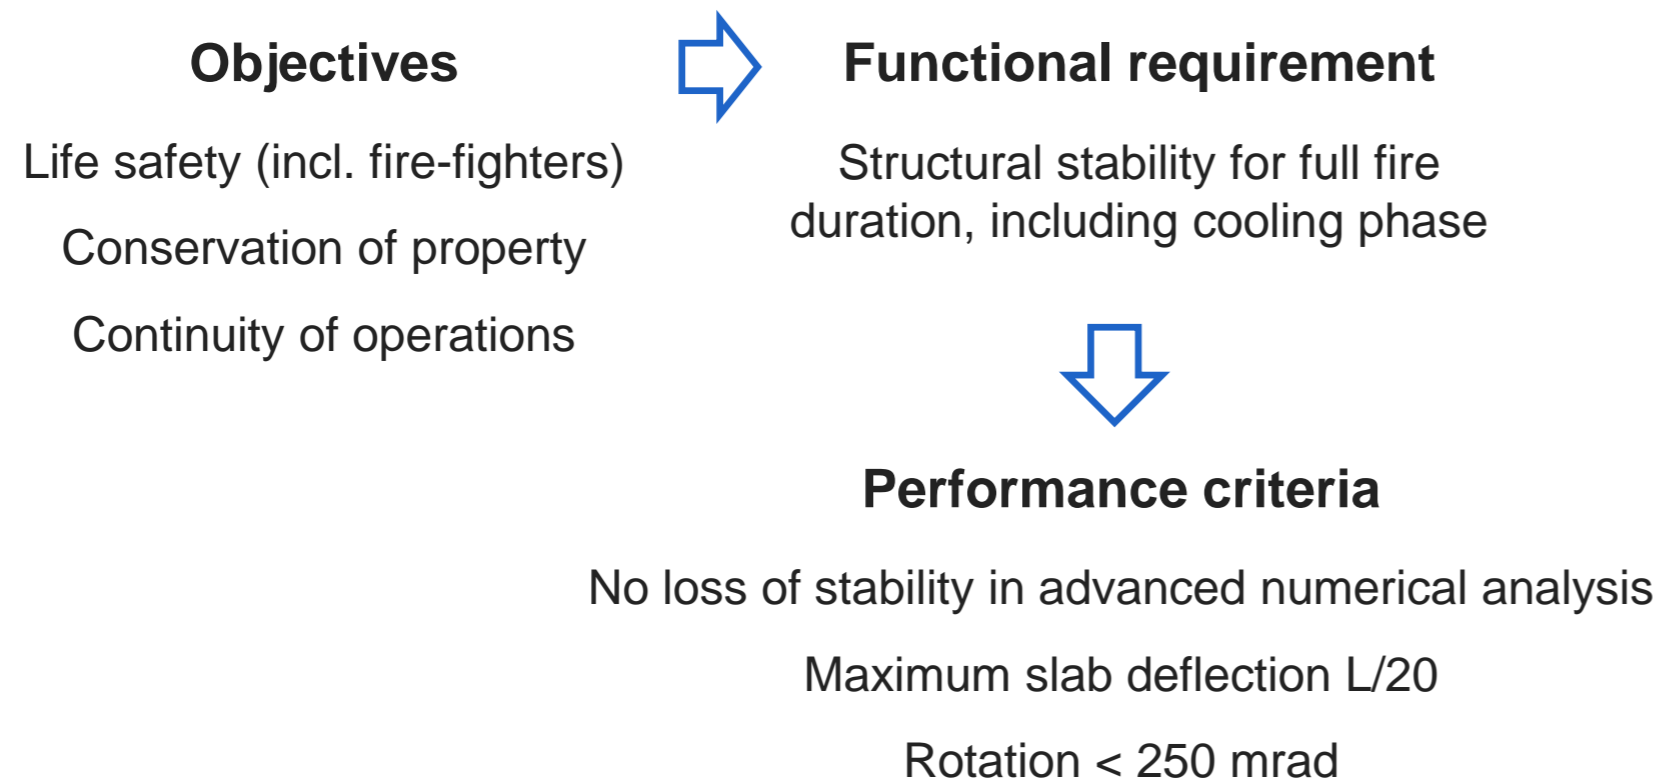 Objectives
Life safety (incl. fire-fighters)
Conservation of property
Continuity of operations
Functional requirement
Structural stability for full fire
duration, including cooling phase
Performance criteria
No loss of stability in advanced numerical analysis
Maximum slab deflection L/20
Rotation < 250 mrad